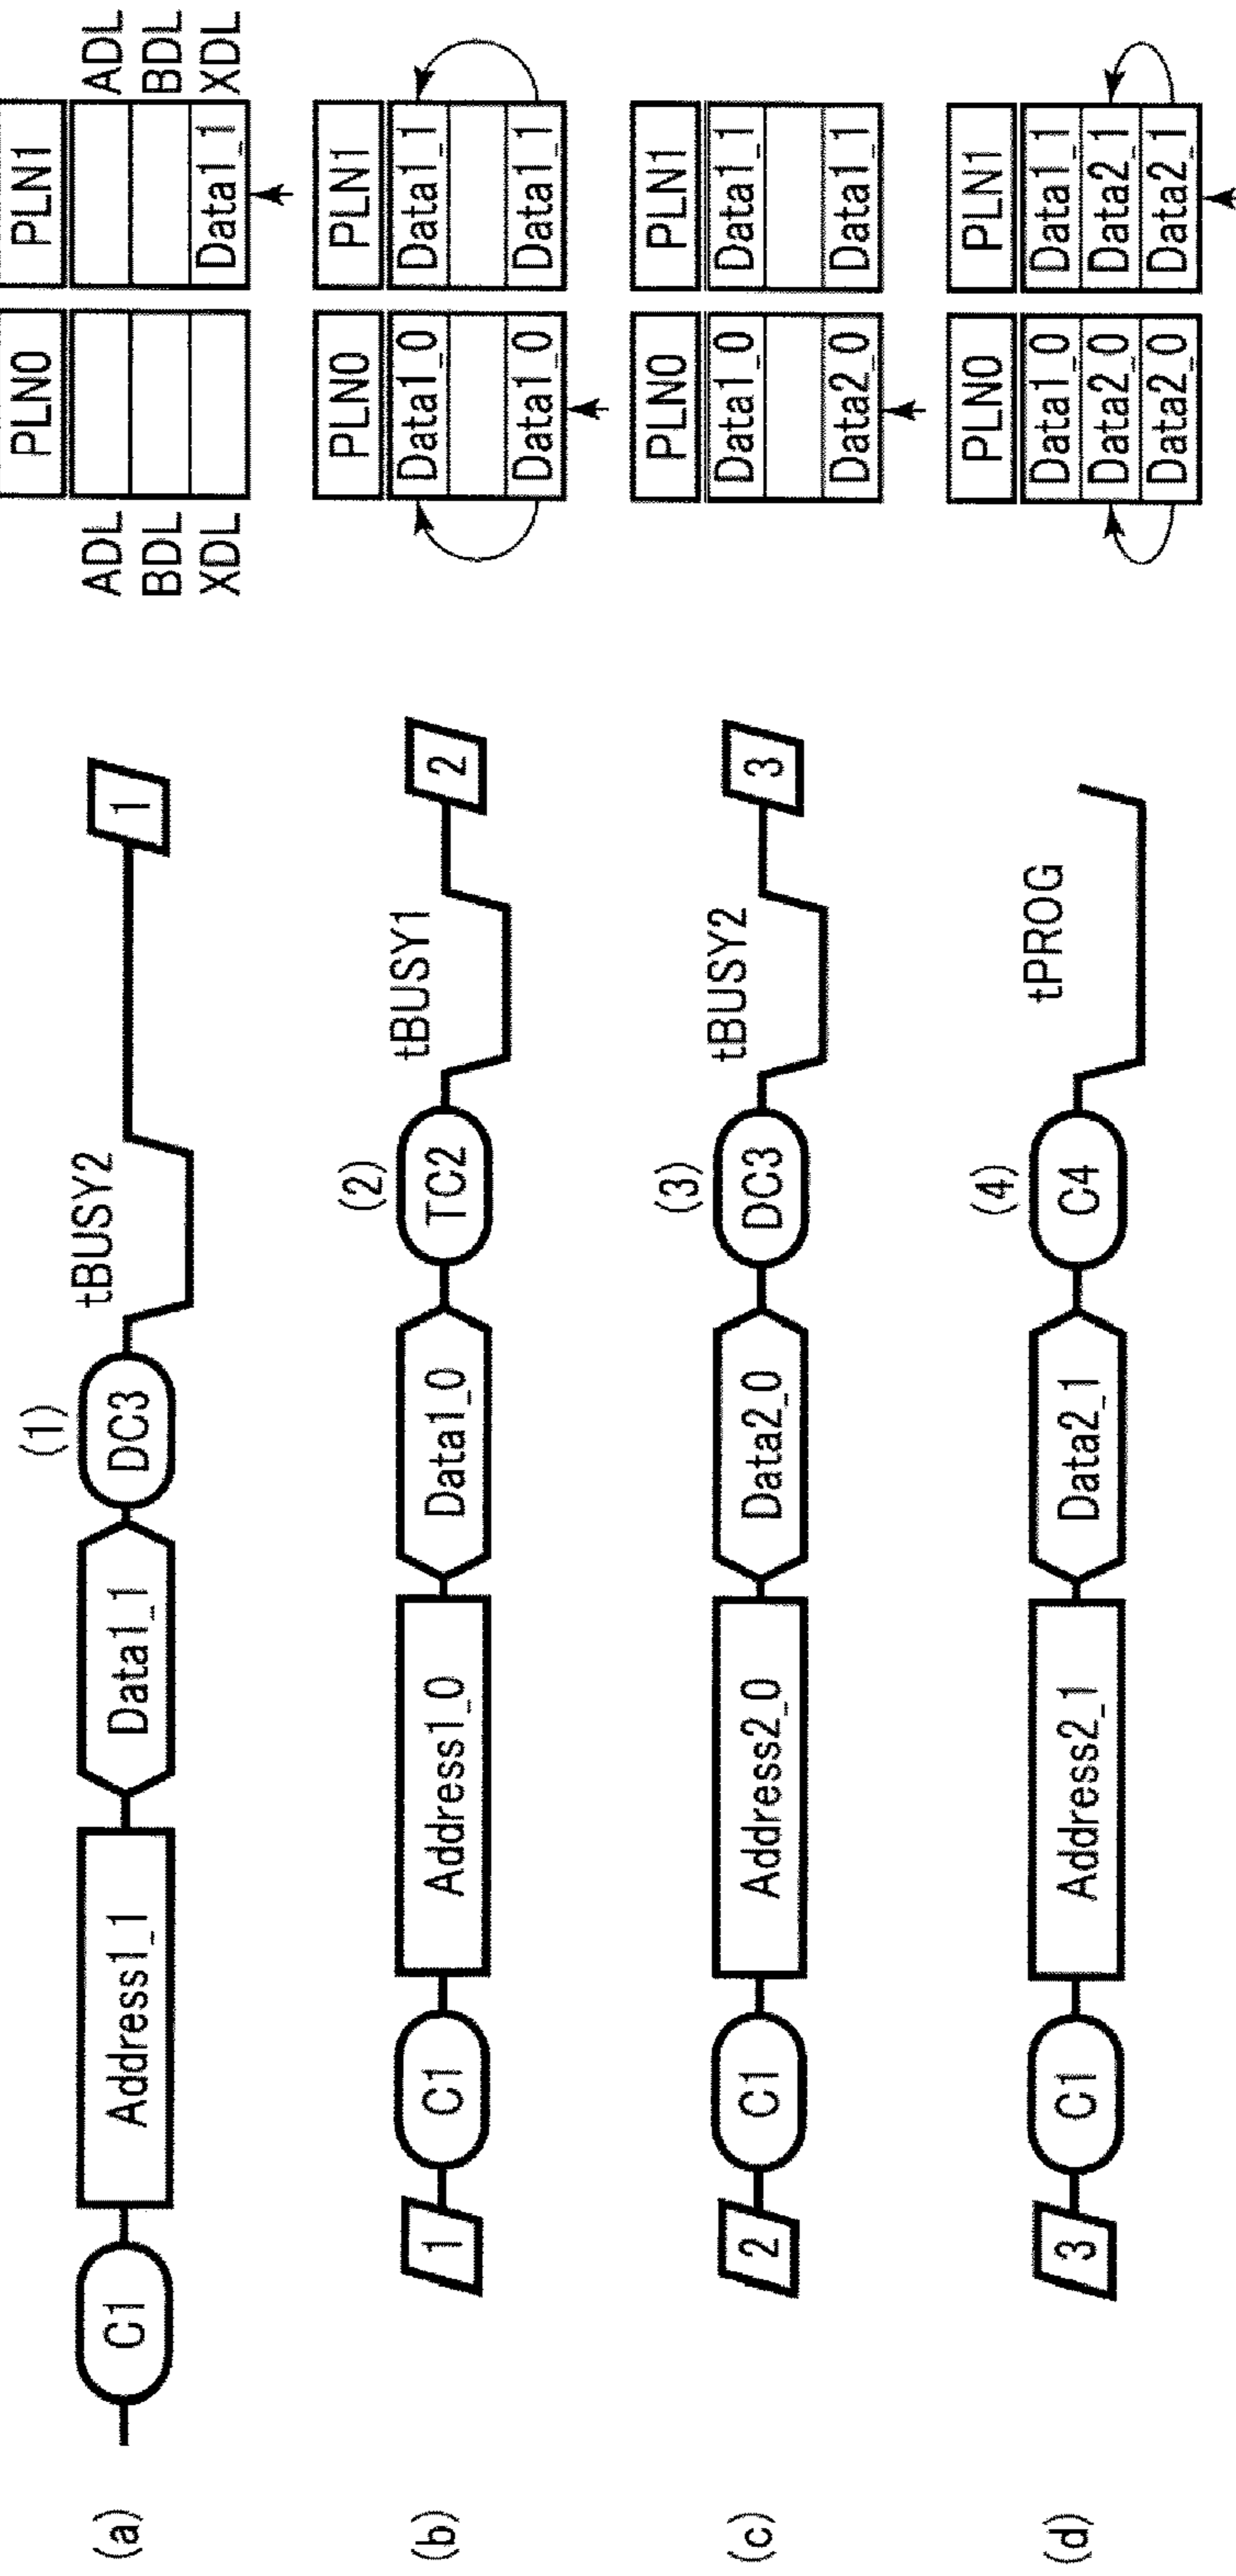 (a) C1 Address1_1 Data1_1 (1) DC3 tBUSY2 1
PLN0 PLN1
ADL ADL
BDL BDL
XDL Data1_1 XDL
(b) 1 C1 Address1_0 Data1_0 (2) TC2 tBUSY1 2
PLN0 PLN1
Data1_0 Data1_1
Data1_0 Data1_1
(c) 2 C1 Address2_0 Data2_0 (3) DC3 tBUSY2 3
PLN0 PLN1
Data1_0 Data1_1
Data2_0 Data1_1
(d) 3 C1 Address2_1 Data2_1 (4) C4 tPROG
PLN0 PLN1
Data1_0 Data1_1
Data2_0 Data2_1
Data2_0 Data2_1